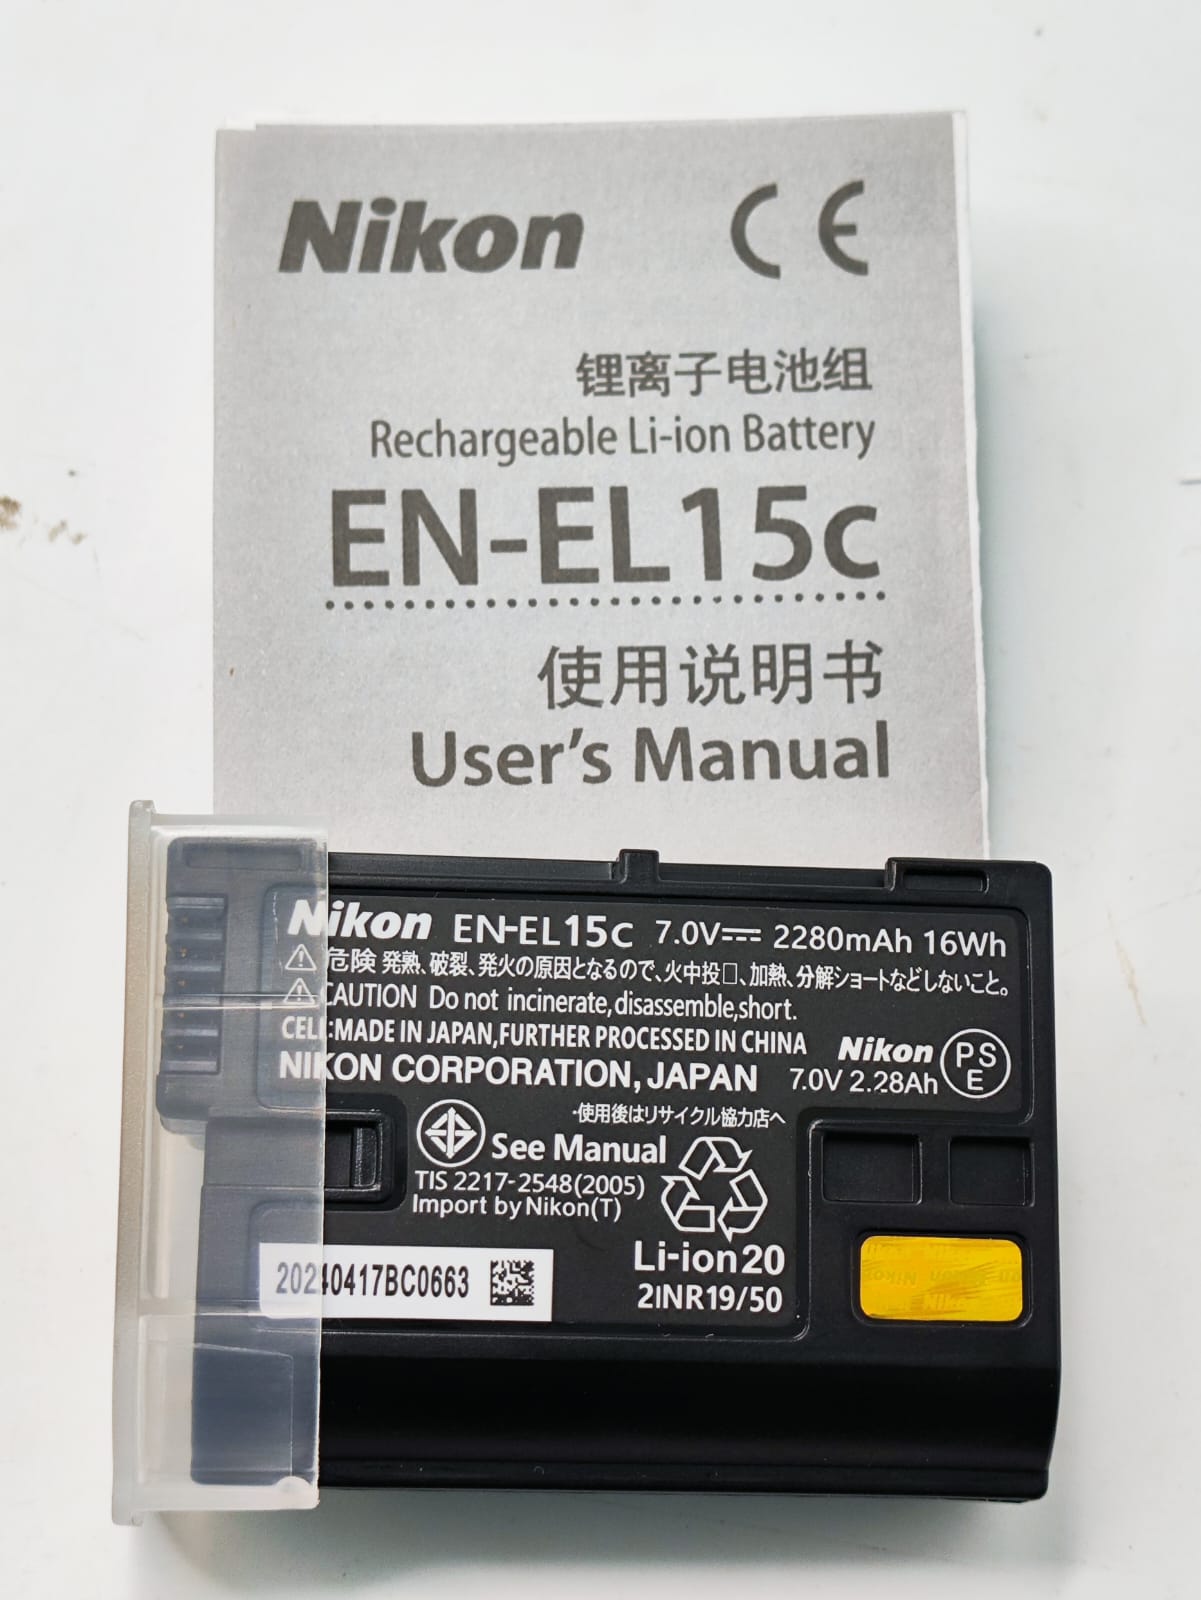 Nikon CE
锂离子电池组
Rechargeable Li-ion Battery
EN-EL15c
使用说明书
User's Manual
Nikon EN-EL15c 7.0V⎓ 2280mAh 16Wh
⚠危険 発熱、破裂、発火の原因となるので、火中投□、加熱、分解ショートなどしないこと。
⚠CAUTION Do not incinerate,disassemble,short.
CELL:MADE IN JAPAN,FURTHER PROCESSED IN CHINA
NIKON CORPORATION,JAPAN
Nikon
7.0V 2.28Ah
PS
E
・使用後はリサイクル協力店へ
See Manual
TIS 2217-2548(2005)
Import by Nikon(T)
Li-ion20
2INR19/50
20240417BC0663
Nikon